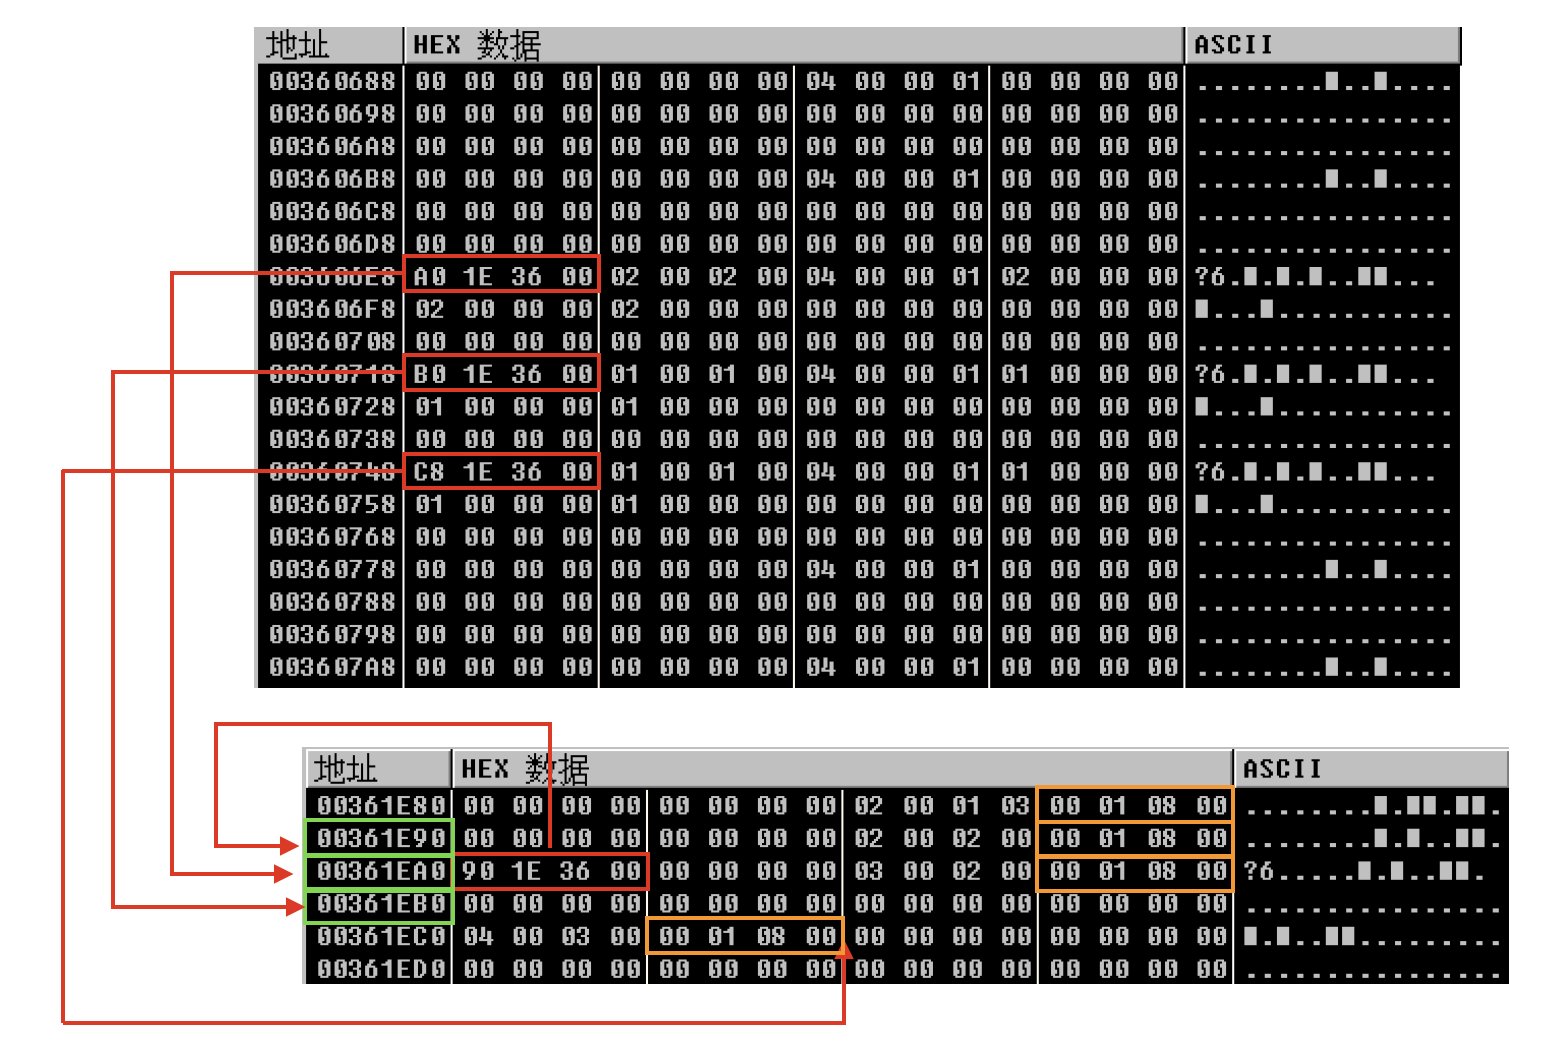 地址 HEX 数据 ASCII
00360688 00 00 00 00 00 00 00 00 04 00 00 01 00 00 00 00 ........■..■....
00360698 00 00 00 00 00 00 00 00 00 00 00 00 00 00 00 00 ................
003606A8 00 00 00 00 00 00 00 00 00 00 00 00 00 00 00 00 ................
003606B8 00 00 00 00 00 00 00 00 04 00 00 01 00 00 00 00 ........■..■....
003606C8 00 00 00 00 00 00 00 00 00 00 00 00 00 00 00 00 ................
003606D8 00 00 00 00 00 00 00 00 00 00 00 00 00 00 00 00 ................
003606E8 A0 1E 36 00 02 00 02 00 04 00 00 01 02 00 00 00 ?6.■.■.■..■■...
003606F8 02 00 00 00 02 00 00 00 00 00 00 00 00 00 00 00 ■...■...........
00360708 00 00 00 00 00 00 00 00 00 00 00 00 00 00 00 00 ................
00360718 B0 1E 36 00 01 00 01 00 04 00 00 01 01 00 00 00 ?6.■.■.■..■■...
00360728 01 00 00 00 01 00 00 00 00 00 00 00 00 00 00 00 ■...■...........
00360738 00 00 00 00 00 00 00 00 00 00 00 00 00 00 00 00 ................
00360748 C8 1E 36 00 01 00 01 00 04 00 00 01 01 00 00 00 ?6.■.■.■..■■...
00360758 01 00 00 00 01 00 00 00 00 00 00 00 00 00 00 00 ■...■...........
00360768 00 00 00 00 00 00 00 00 00 00 00 00 00 00 00 00 ................
00360778 00 00 00 00 00 00 00 00 04 00 00 01 00 00 00 00 ........■..■....
00360788 00 00 00 00 00 00 00 00 00 00 00 00 00 00 00 00 ................
00360798 00 00 00 00 00 00 00 00 00 00 00 00 00 00 00 00 ................
003607A8 00 00 00 00 00 00 00 00 04 00 00 01 00 00 00 00 ........■..■....
地址 HEX 数据 ASCII
00361E80 00 00 00 00 00 00 00 00 02 00 01 03 00 01 08 00 ........■.■■.■■.
00361E90 00 00 00 00 00 00 00 00 02 00 02 00 00 01 08 00 ........■.■..■■.
00361EA0 90 1E 36 00 00 00 00 00 03 00 02 00 00 01 08 00 ?6.....■.■..■■.
00361EB0 00 00 00 00 00 00 00 00 00 00 00 00 00 00 00 00 ................
00361EC0 04 00 03 00 00 01 08 00 00 00 00 00 00 00 00 00 ■.■..■■.........
00361ED0 00 00 00 00 00 00 00 00 00 00 00 00 00 00 00 00 ................